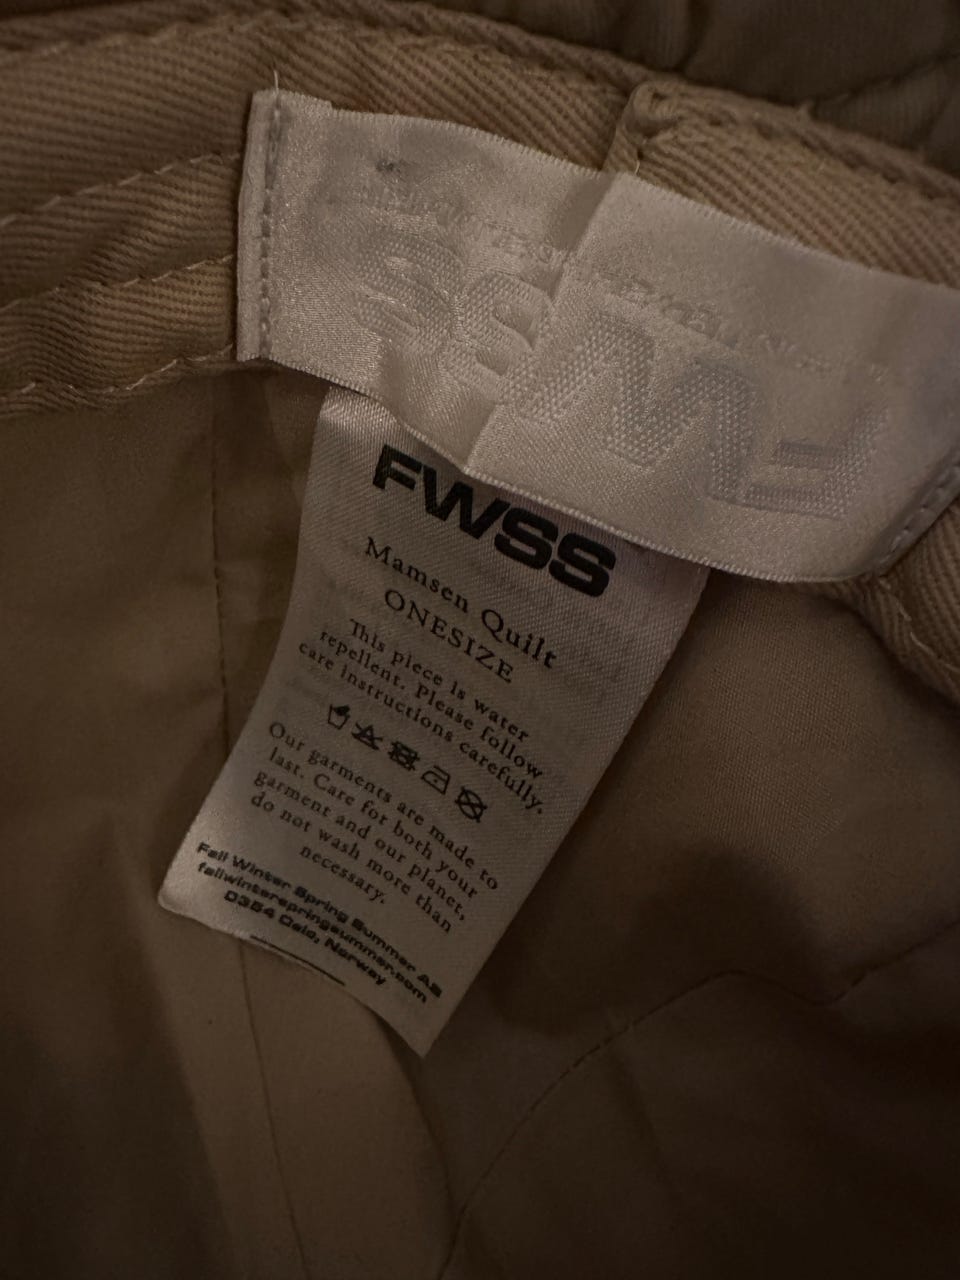 FWSS
Mamsen Quilt
ONESIZE
This piece is water
repellent. Please follow
care instructions carefully.
Our garments are made to
last. Care for both your
garment and our planet,
do not wash more than
necessary.
Fall Winter Spring Summer AS
fallwinterspringsummer.com
0354 Oslo, Norway